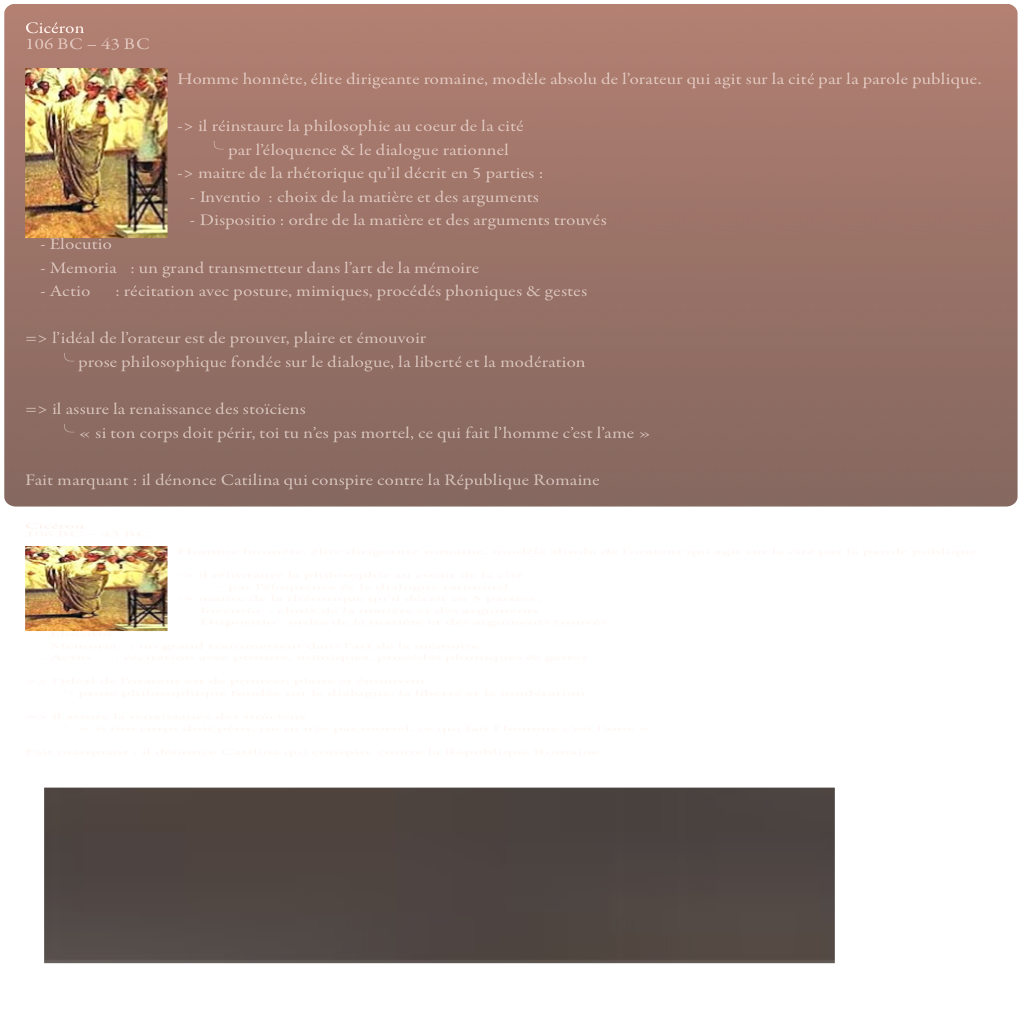 Cicéron
106 BC – 43 BC
Homme honnête, élite dirigeante romaine, modèle absolu de l'orateur qui agit sur la cité par la parole publique.
-> il réinstaure la philosophie au coeur de la cité
╰ par l'éloquence & le dialogue rationnel
-> maitre de la rhétorique qu'il décrit en 5 parties :
- Inventio : choix de la matière et des arguments
- Dispositio : ordre de la matière et des arguments trouvés
- Elocutio
- Memoria : un grand transmetteur dans l'art de la mémoire
- Actio : récitation avec posture, mimiques, procédés phoniques & gestes
=> l'idéal de l'orateur est de prouver, plaire et émouvoir
╰ prose philosophique fondée sur le dialogue, la liberté et la modération
=> il assure la renaissance des stoïciens
╰ « si ton corps doit périr, toi tu n'es pas mortel, ce qui fait l'homme c'est l'ame »
Fait marquant : il dénonce Catilina qui conspire contre la République Romaine